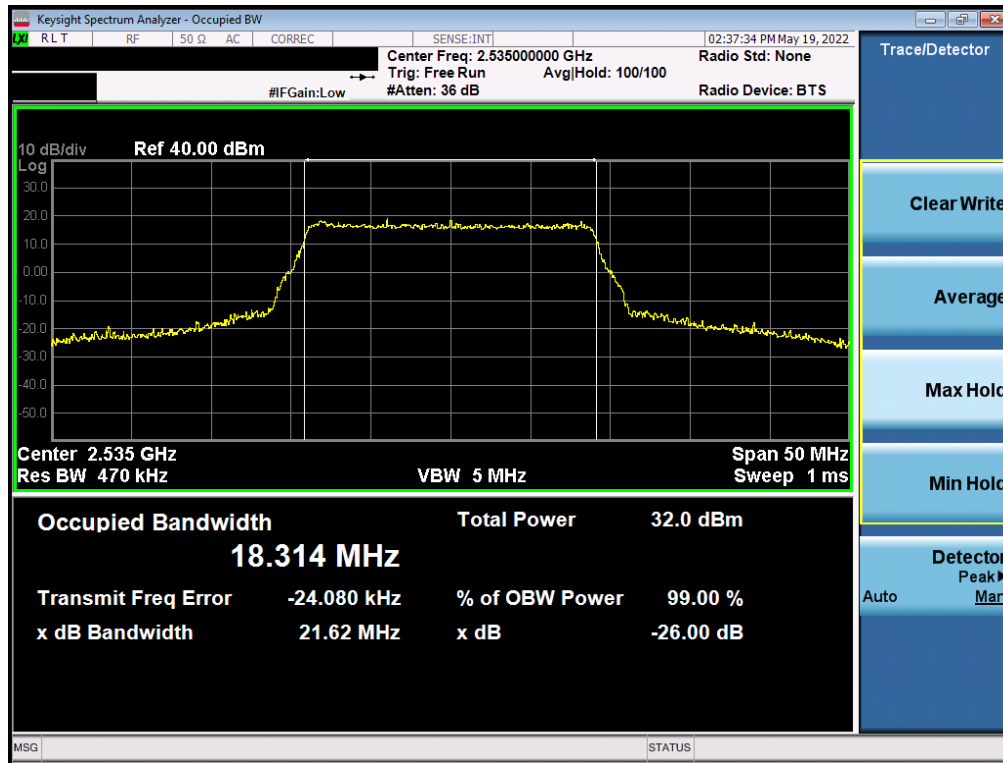 Keysight Spectrum Analyzer - Occupied BW
LXI RLT RF 50 Ω AC CORREC SENSE:INT 02:37:34 PM May 19, 2022
Center Freq: 2.535000000 GHz Radio Std: None
Trig: Free Run Avg|Hold: 100/100
#IFGain:Low #Atten: 36 dB Radio Device: BTS
Trace/Detector
10 dB/div Ref 40.00 dBm
Log
30.0
20.0
10.0
0.00
-10.0
-20.0
-30.0
-40.0
-50.0
Center 2.535 GHz Span 50 MHz
Res BW 470 kHz VBW 5 MHz Sweep 1 ms
Occupied Bandwidth Total Power 32.0 dBm
18.314 MHz
Transmit Freq Error -24.080 kHz % of OBW Power 99.00 %
x dB Bandwidth 21.62 MHz x dB -26.00 dB
Clear Write
Average
Max Hold
Min Hold
Detector
Peak
Auto Man
MSG STATUS